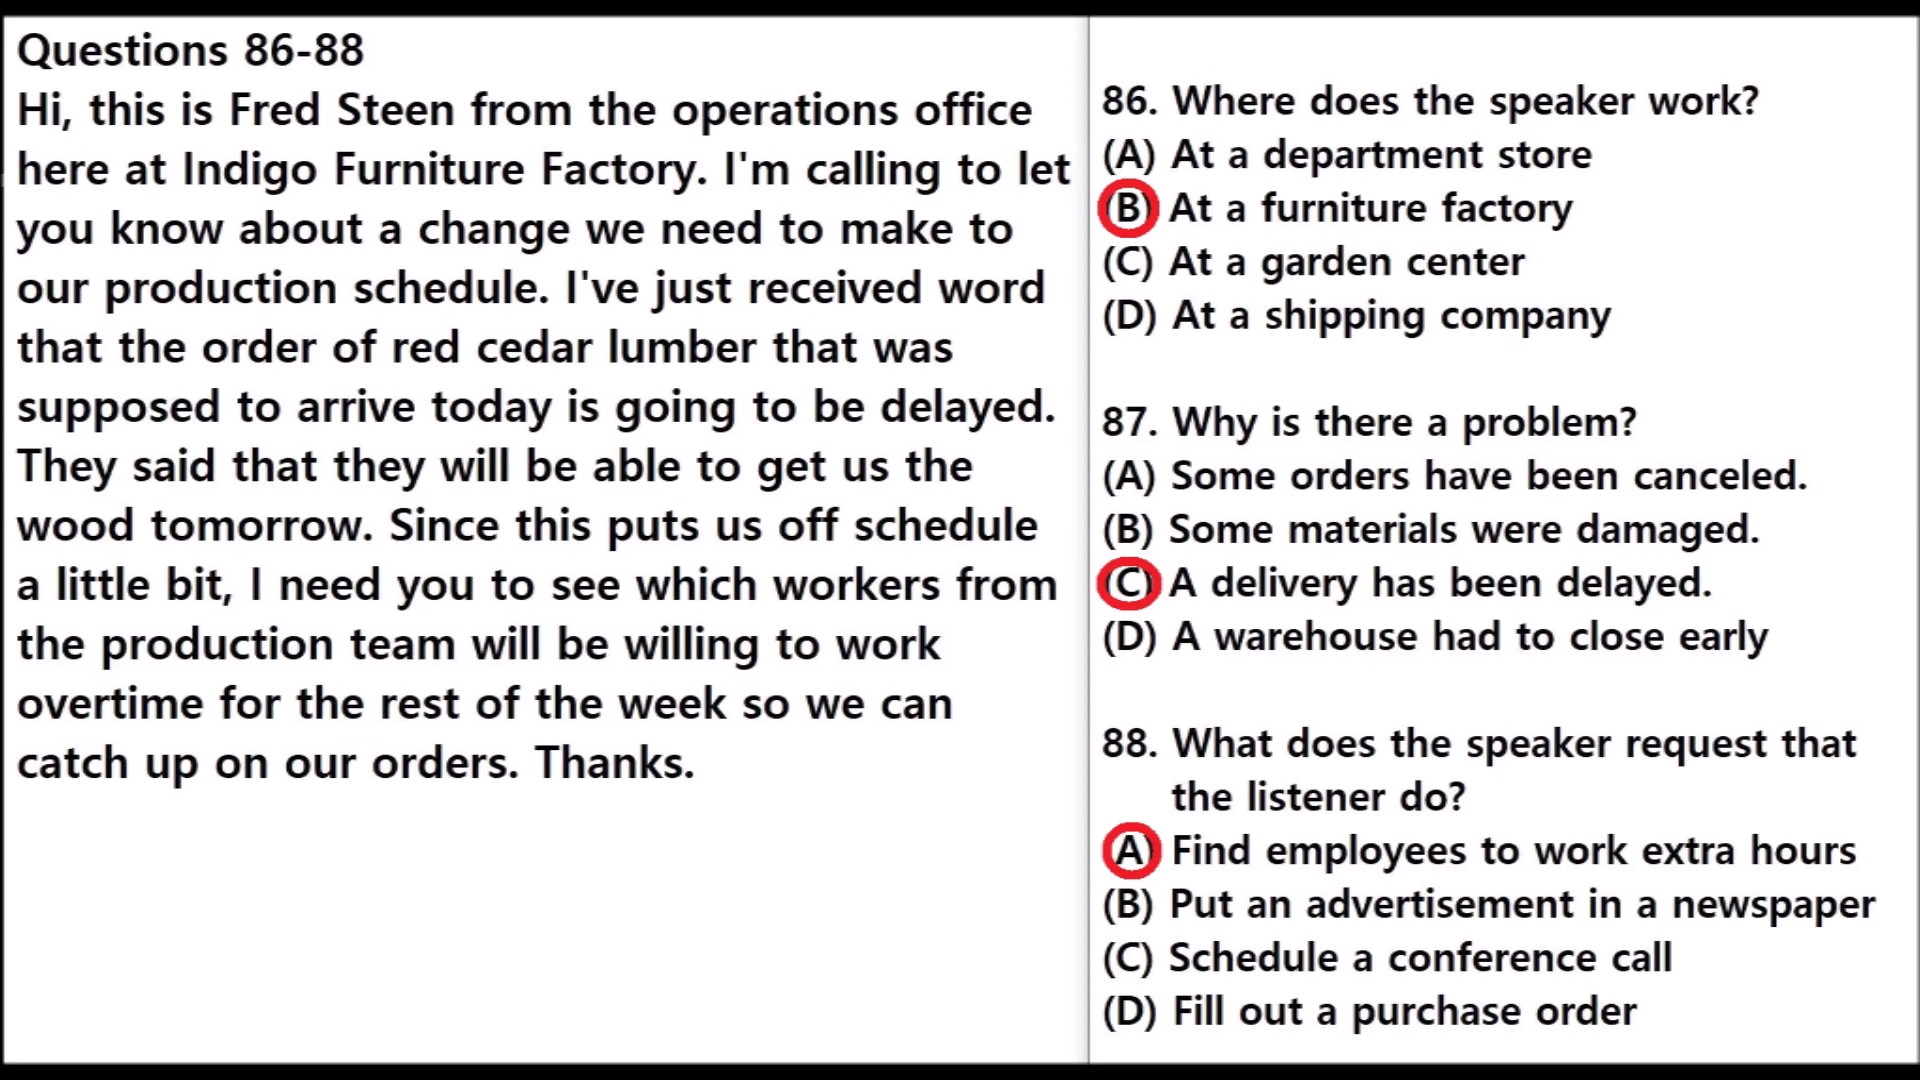 Questions 86-88
Hi, this is Fred Steen from the operations office
here at Indigo Furniture Factory. I'm calling to let
you know about a change we need to make to
our production schedule. I've just received word
that the order of red cedar lumber that was
supposed to arrive today is going to be delayed.
They said that they will be able to get us the
wood tomorrow. Since this puts us off schedule
a little bit, I need you to see which workers from
the production team will be willing to work
overtime for the rest of the week so we can
catch up on our orders. Thanks.
86. Where does the speaker work?
(A) At a department store
(B) At a furniture factory
(C) At a garden center
(D) At a shipping company
87. Why is there a problem?
(A) Some orders have been canceled.
(B) Some materials were damaged.
(C) A delivery has been delayed.
(D) A warehouse had to close early
88. What does the speaker request that
the listener do?
(A) Find employees to work extra hours
(B) Put an advertisement in a newspaper
(C) Schedule a conference call
(D) Fill out a purchase order